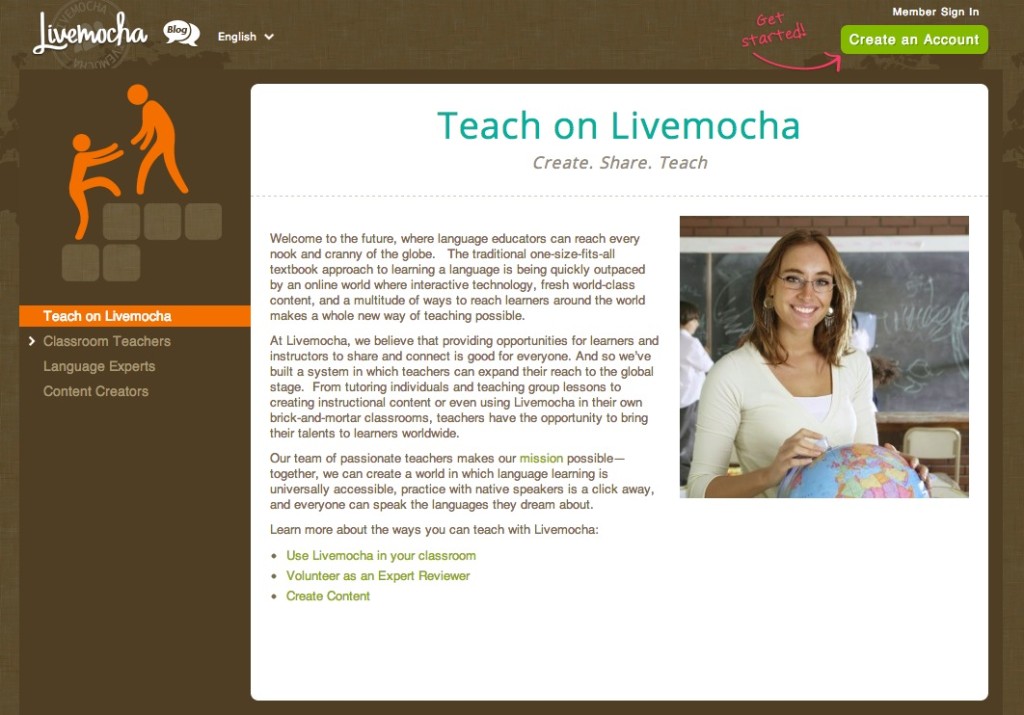 Livemocha
LIVEMOCHA
Blog
English
Get
started!
Member Sign In
Create an Account
Teach on Livemocha
Classroom Teachers
Language Experts
Content Creators
Teach on Livemocha
Create. Share. Teach
Welcome to the future, where language educators can reach every
nook and cranny of the globe.   The traditional one-size-fits-all
textbook approach to learning a language is being quickly outpaced
by an online world where interactive technology, fresh world-class
content, and a multitude of ways to reach learners around the world
makes a whole new way of teaching possible.
At Livemocha, we believe that providing opportunities for learners and
instructors to share and connect is good for everyone. And so we've
built a system in which teachers can expand their reach to the global
stage.  From tutoring individuals and teaching group lessons to
creating instructional content or even using Livemocha in their own
brick-and-mortar classrooms, teachers have the opportunity to bring
their talents to learners worldwide.
Our team of passionate teachers makes our mission possible—
together, we can create a world in which language learning is
universally accessible, practice with native speakers is a click away,
and everyone can speak the languages they dream about.
Learn more about the ways you can teach with Livemocha:
• Use Livemocha in your classroom
• Volunteer as an Expert Reviewer
• Create Content